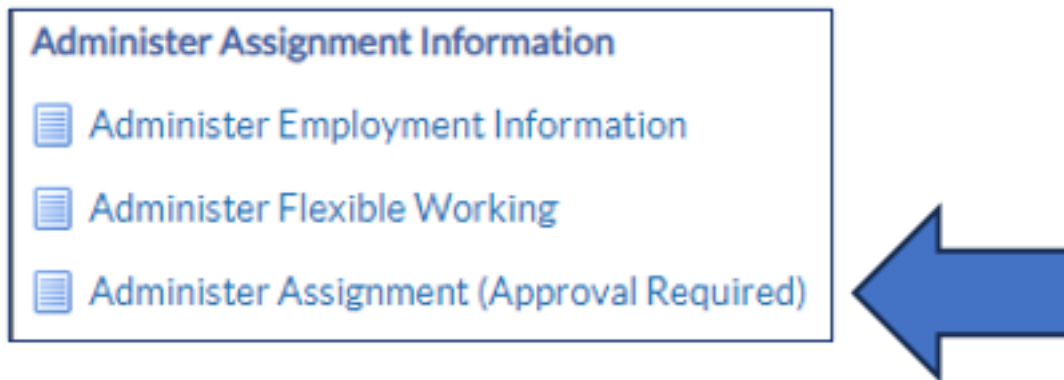 Administer Assignment Information
Administer Employment Information
Administer Flexible Working
Administer Assignment (Approval Required)